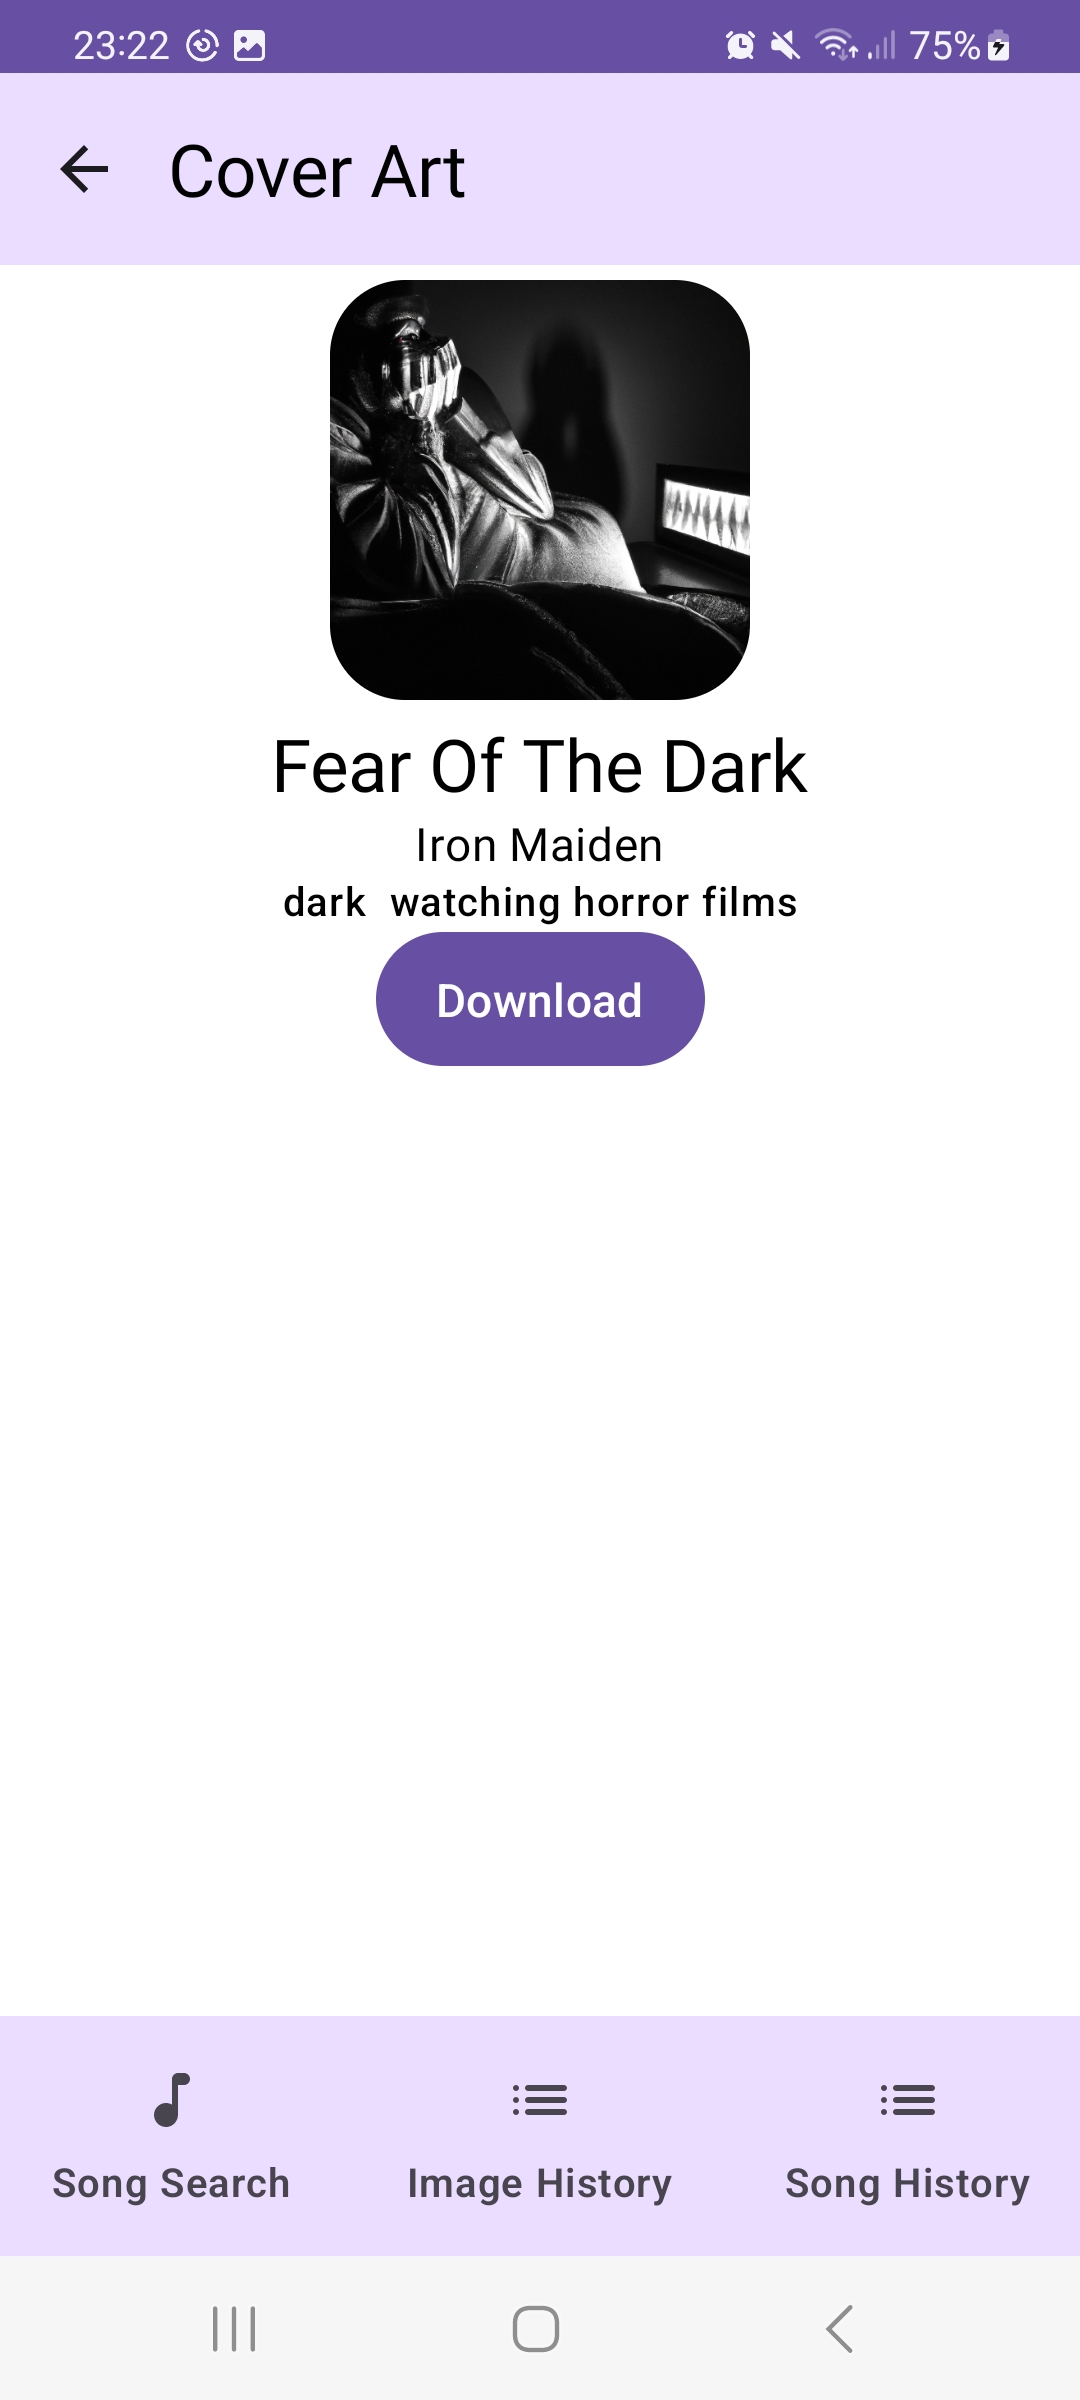 23:22 75%
Cover Art
Fear Of The Dark
Iron Maiden
dark  watching horror films
Download
Song Search Image History Song History